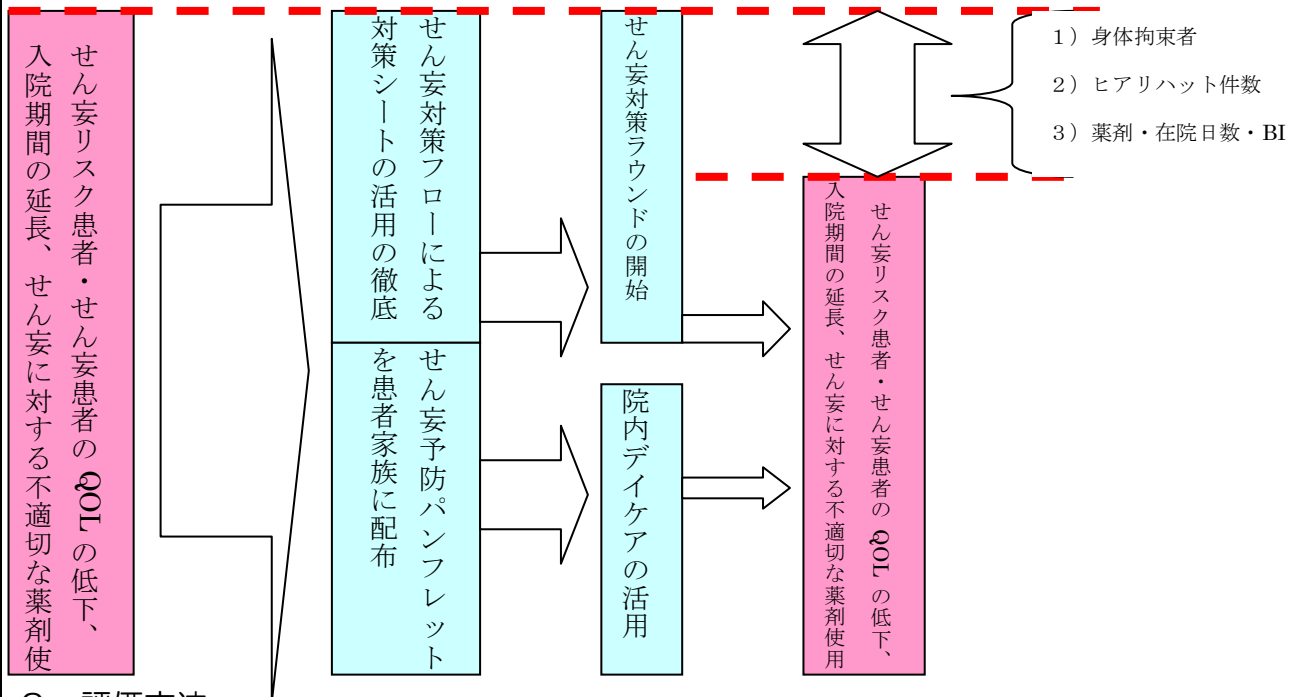 せん妄リスク患者・せん妄患者の QOL の低下、
入院期間の延長、せん妄に対する不適切な薬剤使
せん妄対策フローによる
対策シートの活用の徹底
せん妄予防パンフレット
を患者家族に配布
せん妄対策ラウンドの開始
院内デイケアの活用
せん妄リスク患者・せん妄患者の QOL の低下、
入院期間の延長、せん妄に対する不適切な薬剤使用
1）身体拘束者
2）ヒアリハット件数
3）薬剤・在院日数・BI